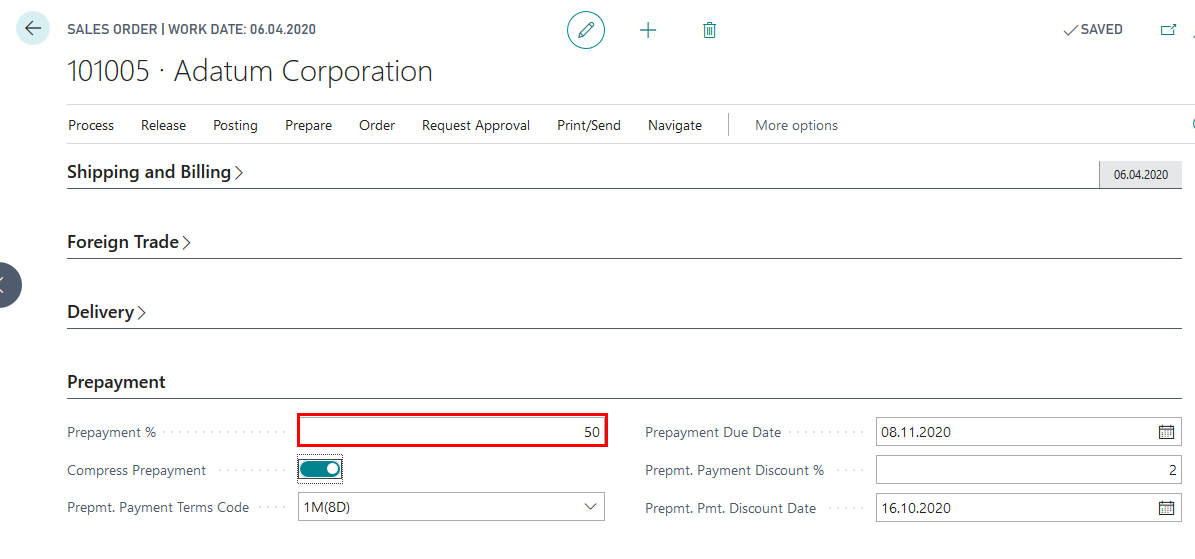 SALES ORDER | WORK DATE: 06.04.2020
SAVED
101005 · Adatum Corporation
Process Release Posting Prepare Order Request Approval Print/Send Navigate More options
Shipping and Billing
06.04.2020
Foreign Trade
Delivery
Prepayment
Prepayment % 50 Prepayment Due Date 08.11.2020
Compress Prepayment Prepmt. Payment Discount % 2
Prepmt. Payment Terms Code 1M(8D) Prepmt. Pmt. Discount Date 16.10.2020